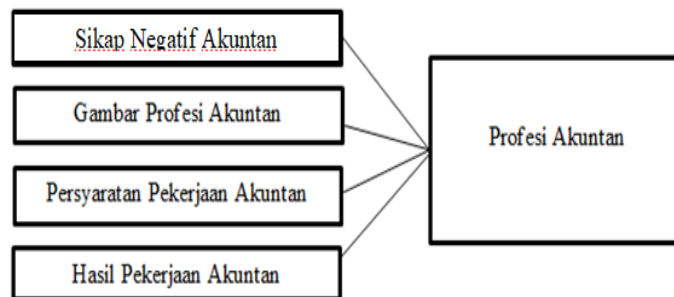 Sikap Negatif Akuntan
Gambar Profesi Akuntan
Persyaratan Pekerjaan Akuntan
Hasil Pekerjaan Akuntan
Profesi Akuntan